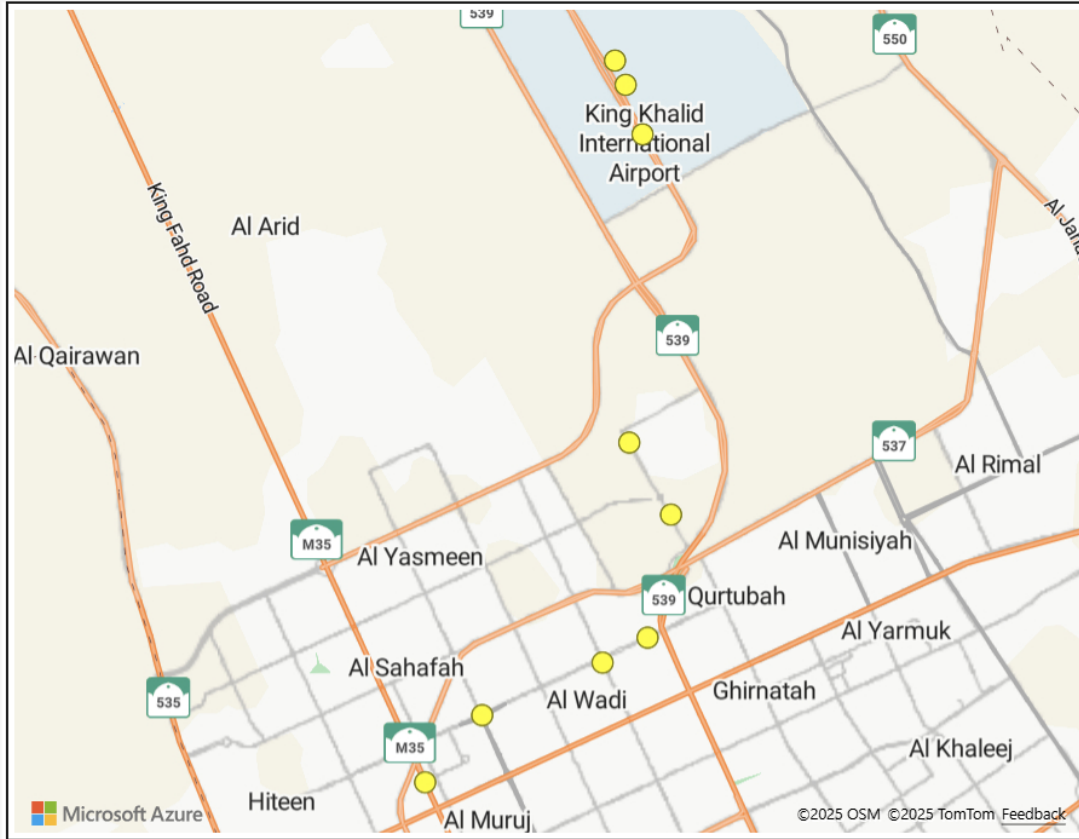 539
550
King Khalid
International
Airport
King Fahd Road
Al Arid
539
Al Qairawan
537
Al Rimal
M35
Al Yasmeen
Al Munisiyah
539
Qurtubah
Al Yarmuk
Al Sahafah
535
Al Wadi
Ghirnatah
M35
Al Khaleej
Hiteen
Al Muruj
Microsoft Azure
©2025 OSM ©2025 TomTom Feedback